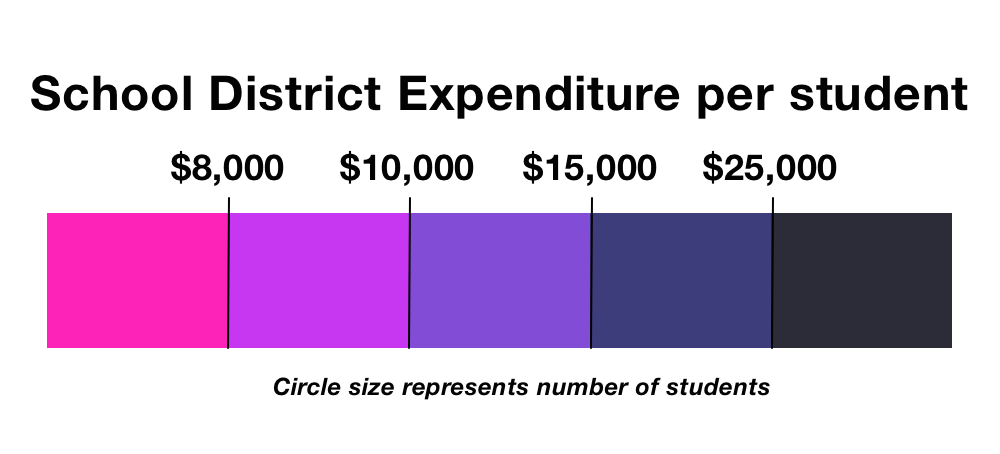 School District Expenditure per student
$8,000 $10,000 $15,000 $25,000
Circle size represents number of students